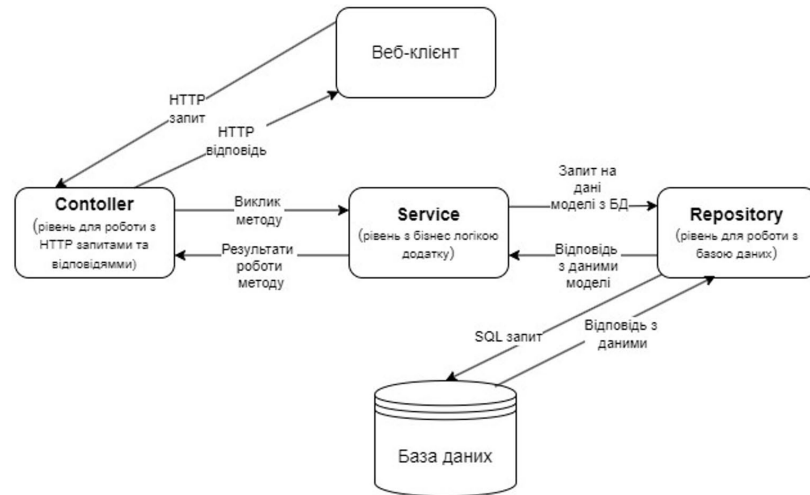 Веб-клієнт
HTTP
запит
HTTP
відповідь
Contoller
(рівень для роботи з
HTTP запитами та
відповідямми)
Виклик
методу
Результати
роботи
методу
Service
(рівень з бізнес логікою
додатку)
Запит на
дані
моделі з БД
Відповідь
з даними
моделі
Repository
(рівень для роботи з
базою даних)
SQL запит
Відповідь з
даними
База даних